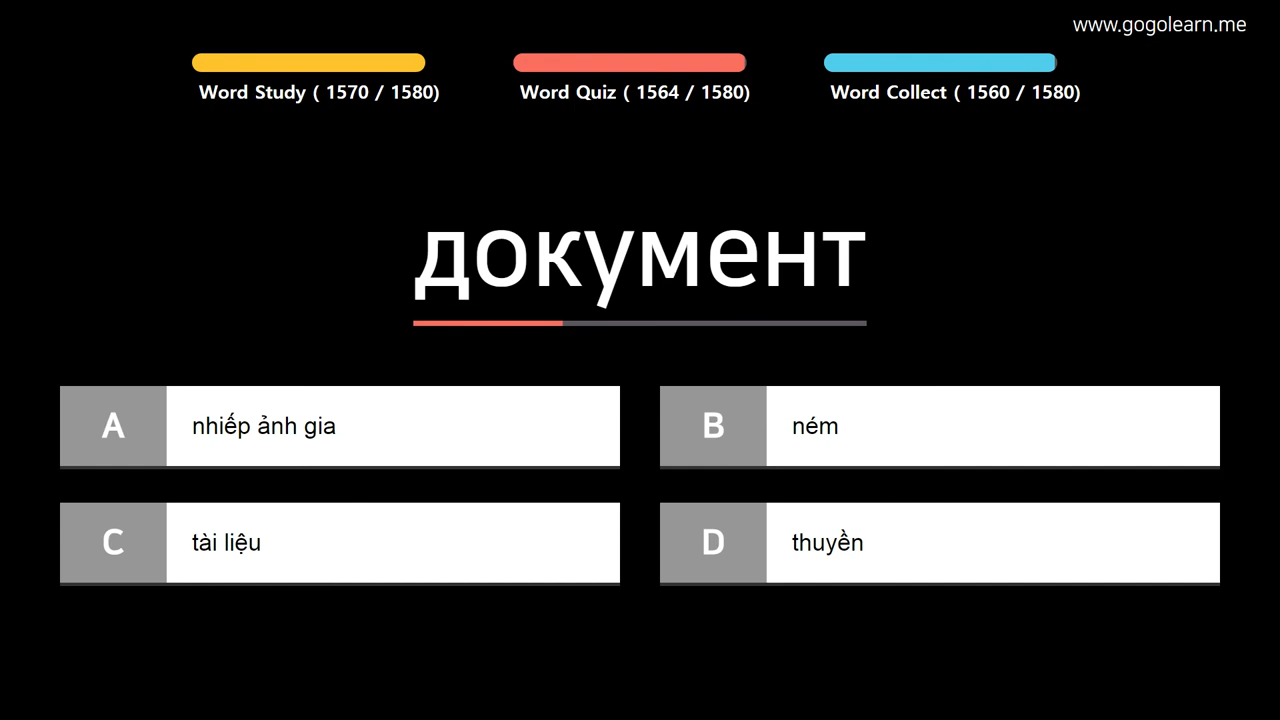 www.gogolearn.me
Word Study ( 1570 / 1580)
Word Quiz ( 1564 / 1580)
Word Collect ( 1560 / 1580)
документ
A nhiếp ảnh gia
B ném
C tài liệu
D thuyền